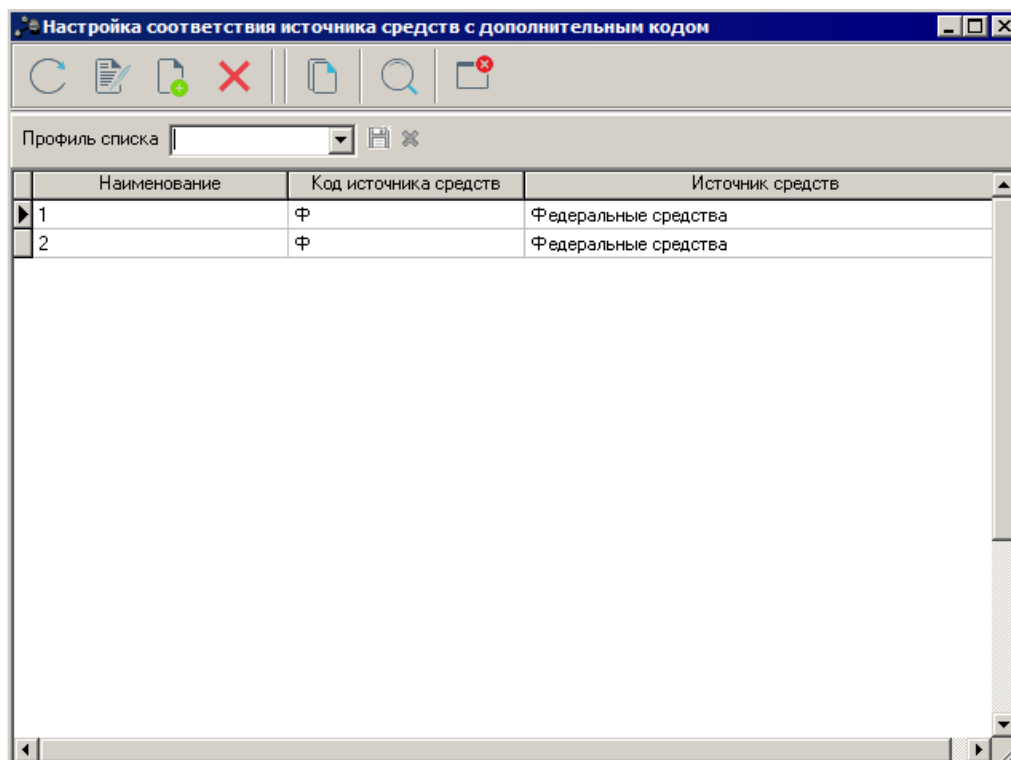 Настройка соответствия источника средств с дополнительным кодом
Профиль списка
Наименование Код источника средств Источник средств
1 Ф Федеральные средства
2 Ф Федеральные средства